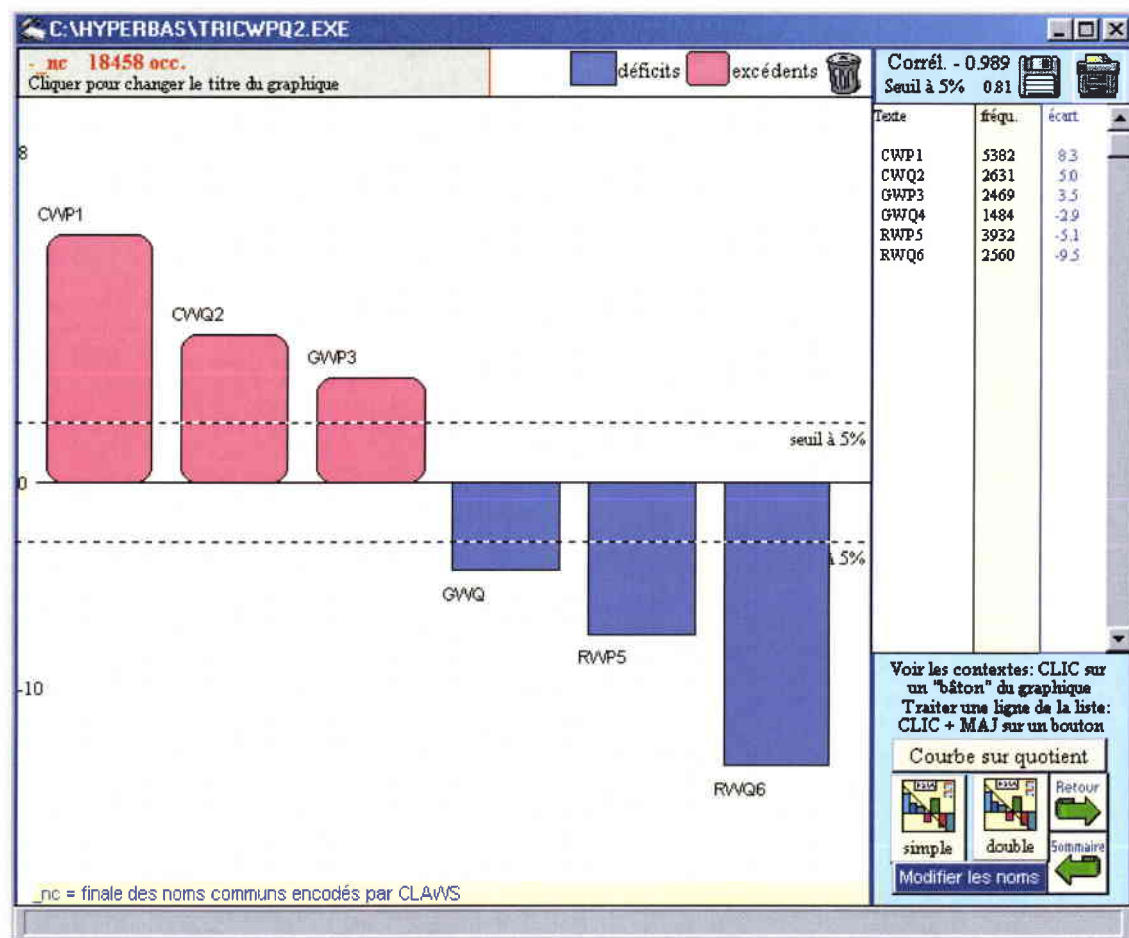 C:\HYPERBAS\TRICWPQ2.EXE
-_nc 18458 occ.
Cliquer pour changer le titre du graphique
déficits excédents
Corrél. - 0.989
Seuil à 5% 0.81
8
0
-10
CWP1
CWQ2
GWP3
GWQ
RWP5
RWQ6
seuil à 5%
à 5%
_nc = finale des noms communs encodés par CLAWS
Texte fréqu. écart
CWP1 5382 8.3
CWQ2 2631 5.0
GWP3 2469 3.5
GWQ4 1484 -2.9
RWP5 3932 -5.1
RWQ6 2560 -9.5
Voir les contextes: CLIC sur
un "bâton" du graphique
Traiter une ligne de la liste:
CLIC + MAJ sur un bouton
Courbe sur quotient
simple double
Retour
Sommaire
Modifier les noms